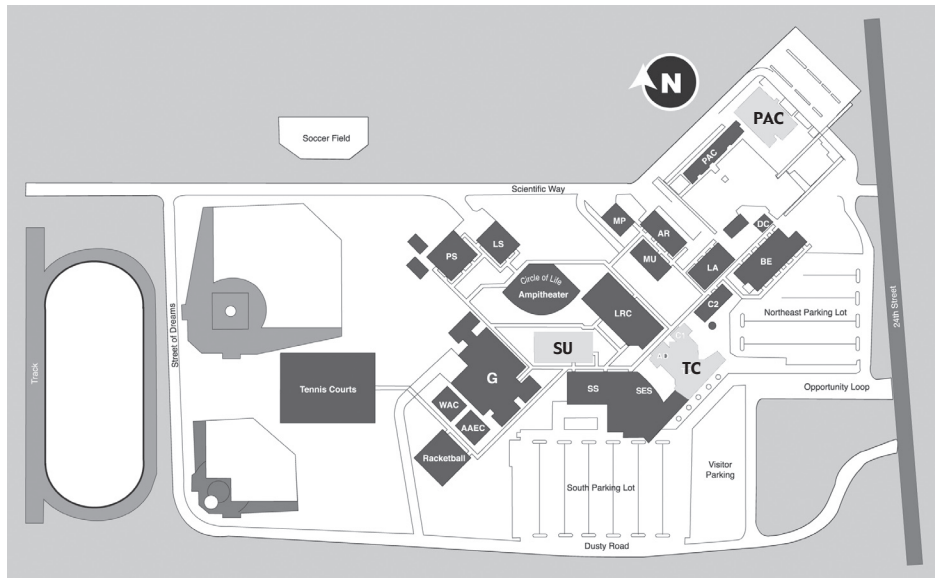 N
PAC
Soccer Field
PAC
Scientific Way
MP
DC
AR
LS
PS
MU
BE
LA
Circle of Life
Ampitheater
C2
LRC
Northeast Parking Lot
24th Street
Street of Dreams
C1
SU
TC
Track
G
Tennis Courts
SS
SES
Opportunity Loop
WAC
AAEC
Racketball
Visitor
Parking
South Parking Lot
Dusty Road